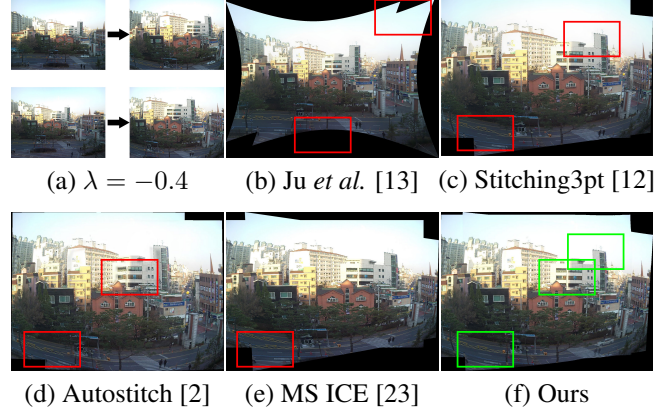 (a) λ = −0.4
(b) Ju et al. [13]
(c) Stitching3pt [12]
(d) Autostitch [2]
(e) MS ICE [23]
(f) Ours